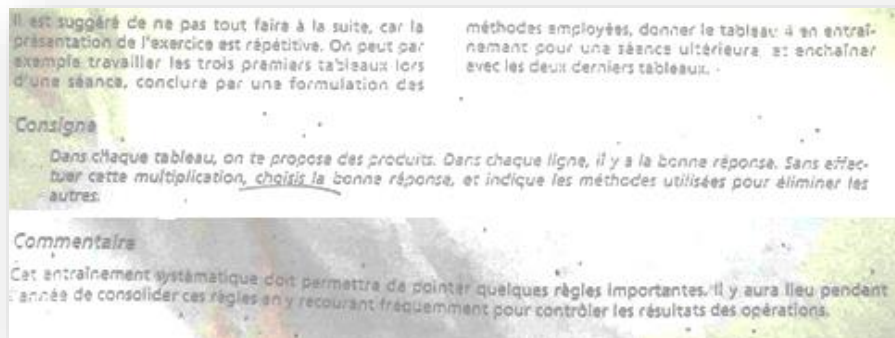 Il est suggéré de ne pas tout faire à la suite, car la
présentation de l'exercice est répétitive. On peut par
exemple travailler les trois premiers tableaux lors
d'une séance, conclure par une formulation des
méthodes employées, donner le tableau 4 en entraî-
nement pour une séance ultérieure et enchaîner
avec les deux derniers tableaux.
Consigne
Dans chaque tableau, on te propose des produits. Dans chaque ligne, il y a la bonne réponse. Sans effec-
tuer cette multiplication, choisis la bonne réponse, et indique les méthodes utilisées pour éliminer les
autres.
Commentaire
Cet entraînement systématique doit permettre de pointer quelques règles importantes. Il y aura lieu pendant
l'année de consolider ces règles en y recourant fréquemment pour contrôler les résultats des opérations.